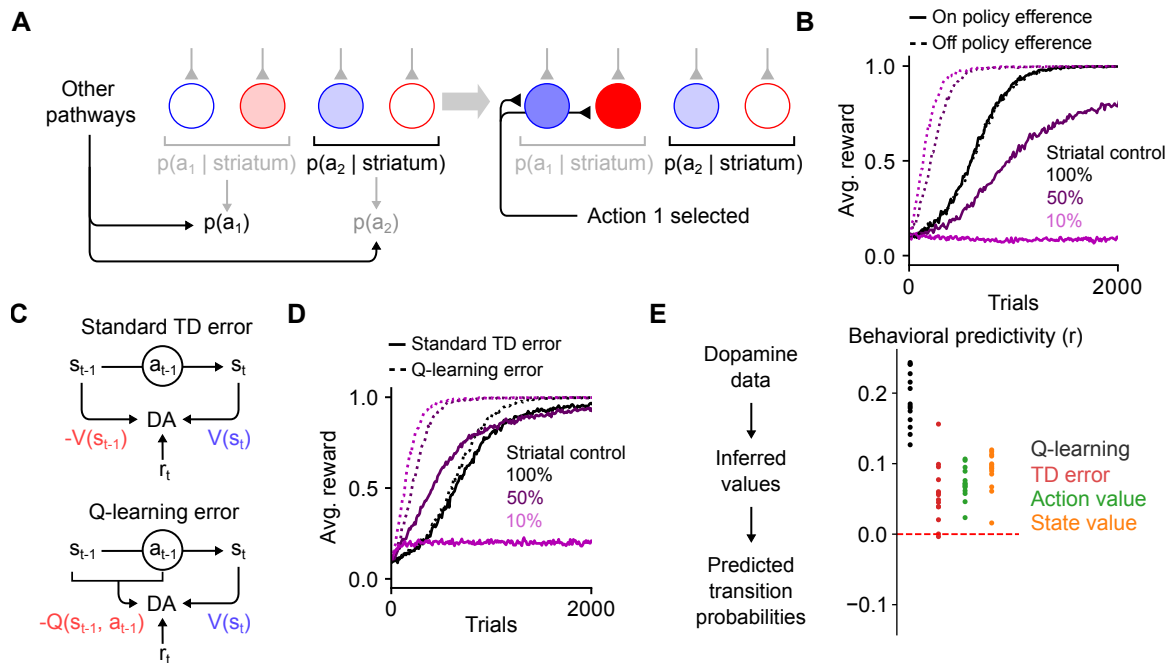 A
Other
pathways
p(a1 | striatum)
p(a2 | striatum)
p(a1)
p(a2)
p(a1 | striatum)
p(a2 | striatum)
Action 1 selected
B
On policy efference
Off policy efference
Avg. reward
1.0
0.5
0.0
Striatal control
100%
50%
10%
0
2000
Trials
C
Standard TD error
st-1
at-1
st
DA
-V(st-1)
V(st)
rt
Q-learning error
st-1
at-1
st
DA
-Q(st-1, at-1)
V(st)
rt
D
Standard TD error
Q-learning error
Avg. reward
1.0
0.5
0.0
Striatal control
100%
50%
10%
0
2000
Trials
E
Dopamine
data
Inferred
values
Predicted
transition
probabilities
Behavioral predictivity (r)
0.2
0.1
0.0
−0.1
Q-learning
TD error
Action value
State value